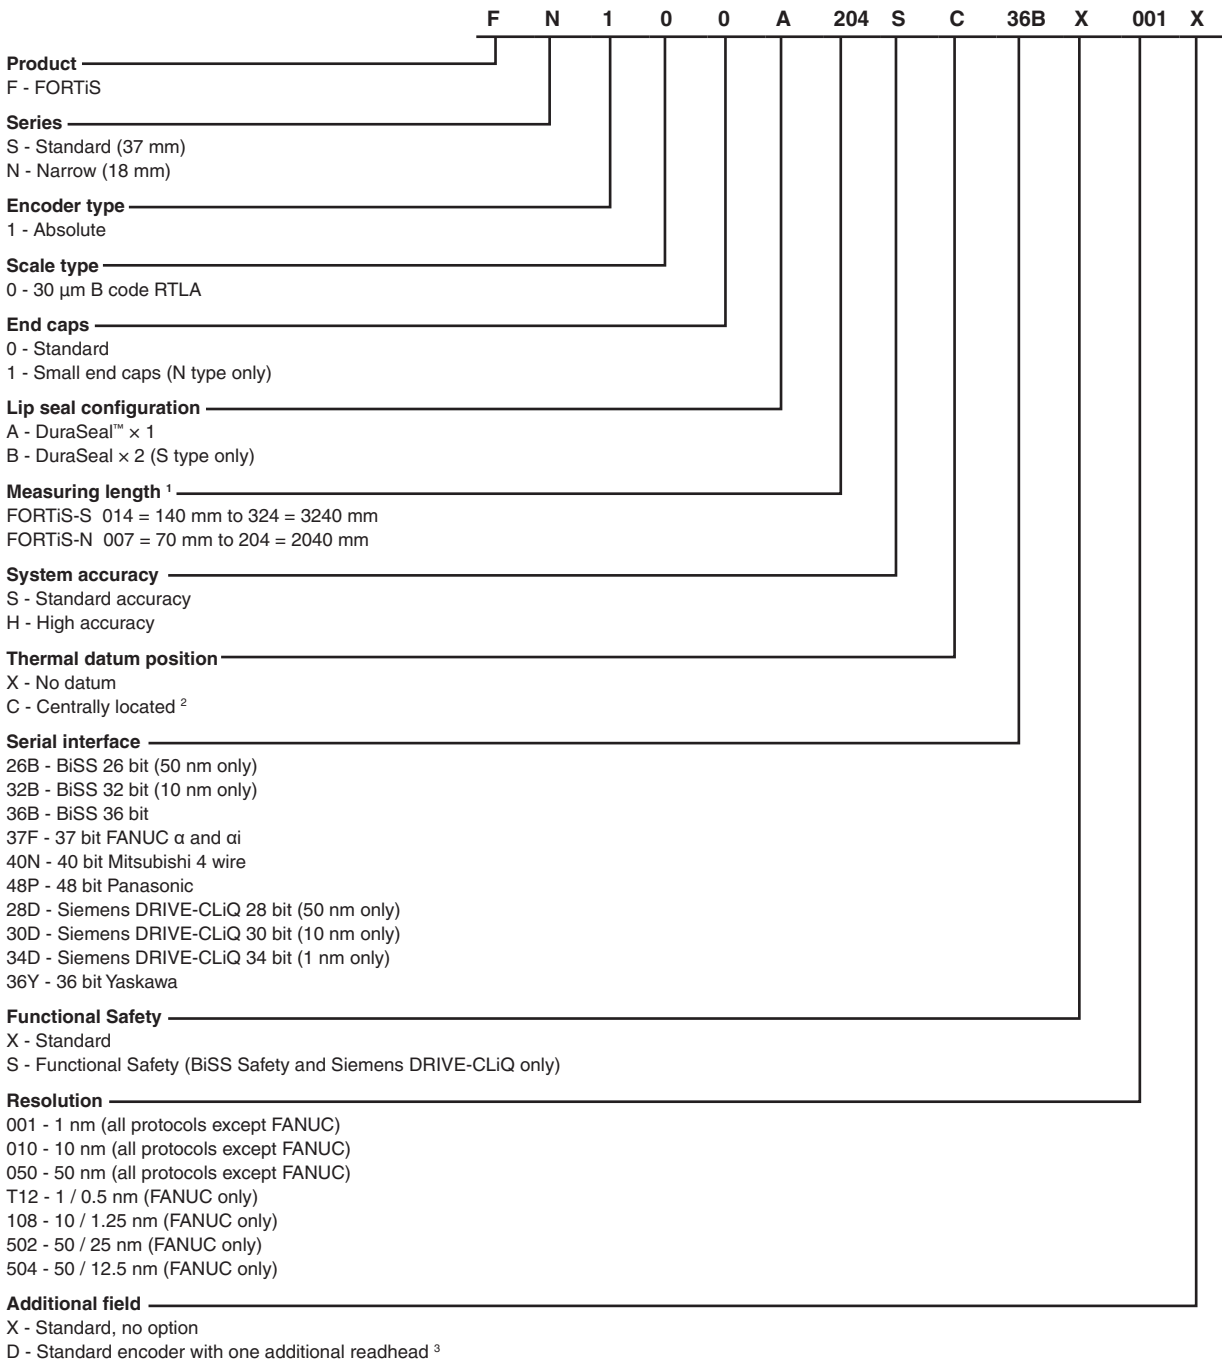 F N 1 0 0 A 204 S C 36B X 001 X
Product
F - FORTiS
Series
S - Standard (37 mm)
N - Narrow (18 mm)
Encoder type
1 - Absolute
Scale type
0 - 30 µm B code RTLA
End caps
0 - Standard
1 - Small end caps (N type only)
Lip seal configuration
A - DuraSeal™ × 1
B - DuraSeal × 2 (S type only)
Measuring length ¹
FORTiS-S 014 = 140 mm to 324 = 3240 mm
FORTiS-N 007 = 70 mm to 204 = 2040 mm
System accuracy
S - Standard accuracy
H - High accuracy
Thermal datum position
X - No datum
C - Centrally located ²
Serial interface
26B - BiSS 26 bit (50 nm only)
32B - BiSS 32 bit (10 nm only)
36B - BiSS 36 bit
37F - 37 bit FANUC α and αi
40N - 40 bit Mitsubishi 4 wire
48P - 48 bit Panasonic
28D - Siemens DRIVE-CLiQ 28 bit (50 nm only)
30D - Siemens DRIVE-CLiQ 30 bit (10 nm only)
34D - Siemens DRIVE-CLiQ 34 bit (1 nm only)
36Y - 36 bit Yaskawa
Functional Safety
X - Standard
S - Functional Safety (BiSS Safety and Siemens DRIVE-CLiQ only)
Resolution
001 - 1 nm (all protocols except FANUC)
010 - 10 nm (all protocols except FANUC)
050 - 50 nm (all protocols except FANUC)
T12 - 1 / 0.5 nm (FANUC only)
108 - 10 / 1.25 nm (FANUC only)
502 - 50 / 25 nm (FANUC only)
504 - 50 / 12.5 nm (FANUC only)
Additional field
X - Standard, no option
D - Standard encoder with one additional readhead ³